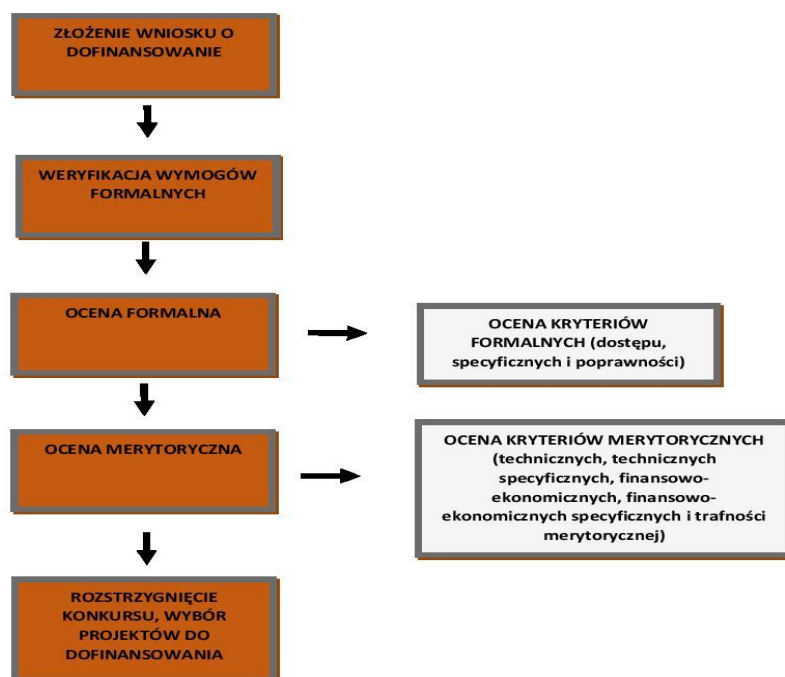 ZŁOŻENIE WNIOSKU O
DOFINANSOWANIE
WERYFIKACJA WYMOGÓW
FORMALNYCH
OCENA FORMALNA
OCENA KRYTERIÓW
FORMALNYCH (dostępu,
specyficznych i poprawności)
OCENA MERYTORYCZNA
OCENA KRYTERIÓW MERYTORYCZNYCH
(technicznych, technicznych
specyficznych, finansowo-
ekonomicznych, finansowo-
ekonomicznych specyficznych i trafności
merytorycznej)
ROZSTRZYGNIĘCIE
KONKURSU, WYBÓR
PROJEKTÓW DO
DOFINANSOWANIA